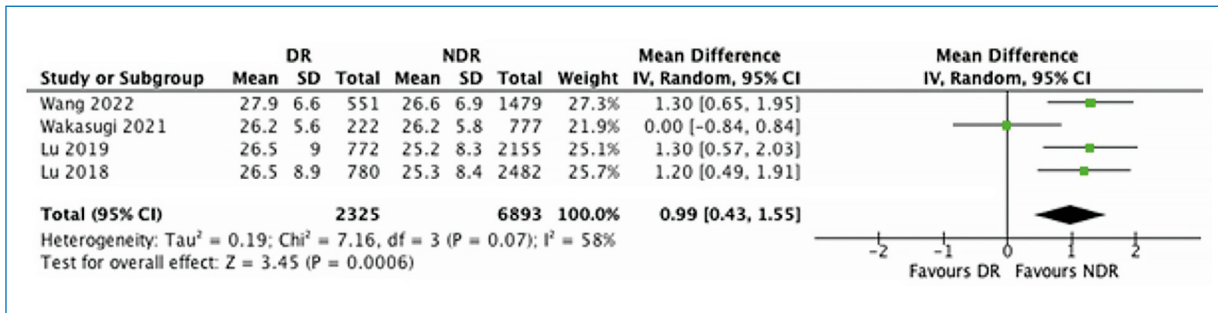 DR NDR Mean Difference Mean Difference
Study or Subgroup Mean SD Total Mean SD Total Weight IV, Random, 95% CI IV, Random, 95% CI
Wang 2022 27.9 6.6 551 26.6 6.9 1479 27.3% 1.30 [0.65, 1.95]
Wakasugi 2021 26.2 5.6 222 26.2 5.8 777 21.9% 0.00 [-0.84, 0.84]
Lu 2019 26.5 9 772 25.2 8.3 2155 25.1% 1.30 [0.57, 2.03]
Lu 2018 26.5 8.9 780 25.3 8.4 2482 25.7% 1.20 [0.49, 1.91]
Total (95% CI) 2325 6893 100.0% 0.99 [0.43, 1.55]
Heterogeneity: Tau² = 0.19; Chi² = 7.16, df = 3 (P = 0.07); I² = 58%
Test for overall effect: Z = 3.45 (P = 0.0006)
-2 -1 0 1 2
Favours DR Favours NDR